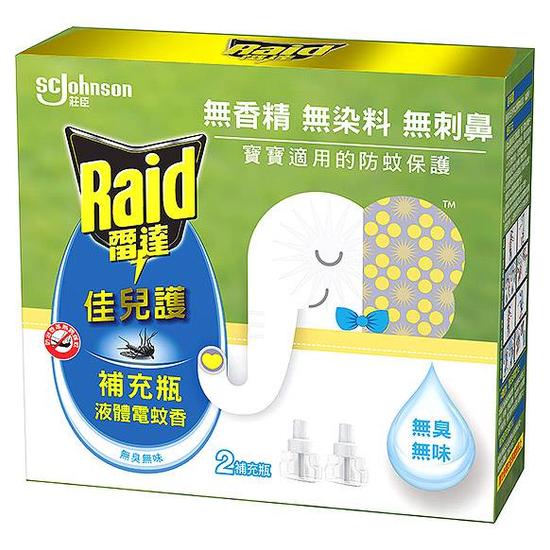 SC Johnson
莊臣
Raid
雷達
佳兒護
補充瓶
液體電蚊香
無臭無味
無香精 無染料 無刺鼻
寶寶適用的防蚊保護
TM
2補充瓶
無臭
無味